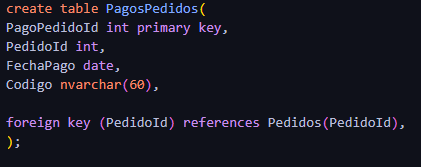 create table PagosPedidos(
PagoPedidoId int primary key,
PedidoId int,
FechaPago date,
Codigo nvarchar(60),
foreign key (PedidoId) references Pedidos(PedidoId),
);